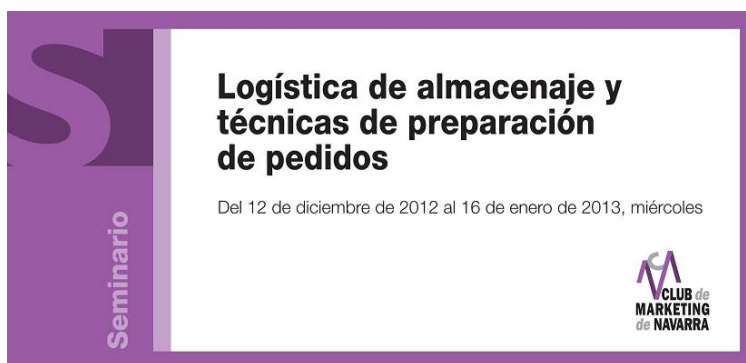 S
Seminario
Logística de almacenaje y
técnicas de preparación
de pedidos
Del 12 de diciembre de 2012 al 16 de enero de 2013, miércoles
CLUB de
MARKETING
de NAVARRA